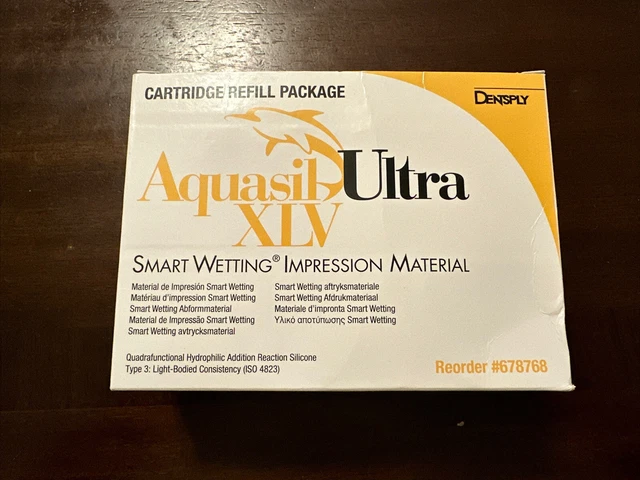 CARTRIDGE REFILL PACKAGE
DENTSPLY
Aquasil Ultra
XLV
SMART WETTING® IMPRESSION MATERIAL
Material de Impresión Smart Wetting
Matériau d'impression Smart Wetting
Smart Wetting Abformmaterial
Material de Impressão Smart Wetting
Smart Wetting avtrycksmaterial
Smart Wetting aftryksmateriale
Smart Wetting Afdrukmateriaal
Materiale d'impronta Smart Wetting
Υλικό αποτύπωσης Smart Wetting
Quadrafunctional Hydrophilic Addition Reaction Silicone
Type 3: Light-Bodied Consistency (ISO 4823)
Reorder #678768